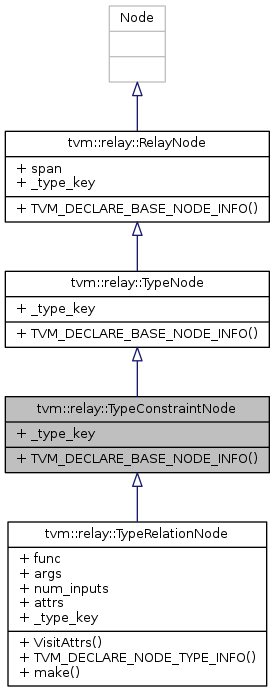 Node
tvm::relay::RelayNode
+ span
+ _type_key
+ TVM_DECLARE_BASE_NODE_INFO()
tvm::relay::TypeNode
+ _type_key
+ TVM_DECLARE_BASE_NODE_INFO()
tvm::relay::TypeConstraintNode
+ _type_key
+ TVM_DECLARE_BASE_NODE_INFO()
tvm::relay::TypeRelationNode
+ func
+ args
+ num_inputs
+ attrs
+ _type_key
+ VisitAttrs()
+ TVM_DECLARE_NODE_TYPE_INFO()
+ make()